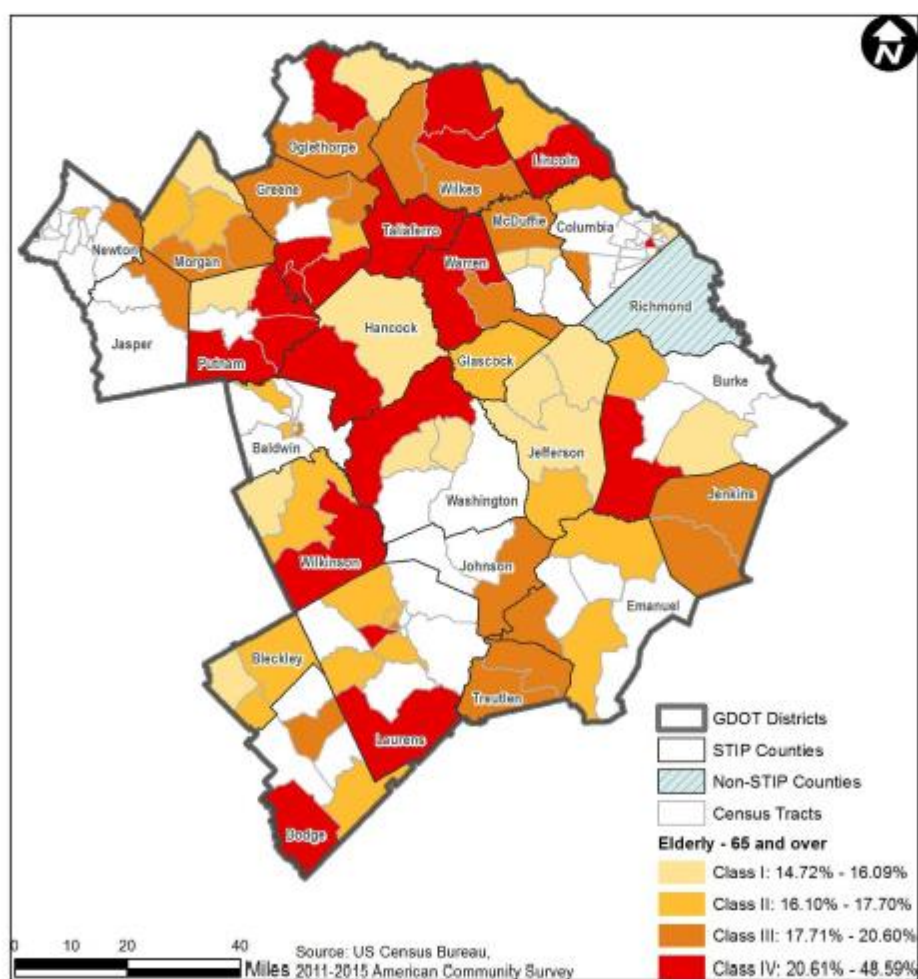 N
Oglethorpe
Lincoln
Greene
Wilkes
Taliaferro
McDuffie
Columbia
Newton
Morgan
Warren
Richmond
Hancock
Jasper
Glascock
Putnam
Burke
Baldwin
Jefferson
Washington
Jenkins
Wilkinson
Johnson
Emanuel
Bleckley
Treutlen
Laurens
Dodge
GDOT Districts
STIP Counties
Non-STIP Counties
Census Tracts
Elderly - 65 and over
Class I: 14.72% - 16.09%
Class II: 16.10% - 17.70%
Class III: 17.71% - 20.60%
Class IV: 20.61% - 48.59%
0 10 20 40
Miles
Source: US Census Bureau,
2011-2015 American Community Survey